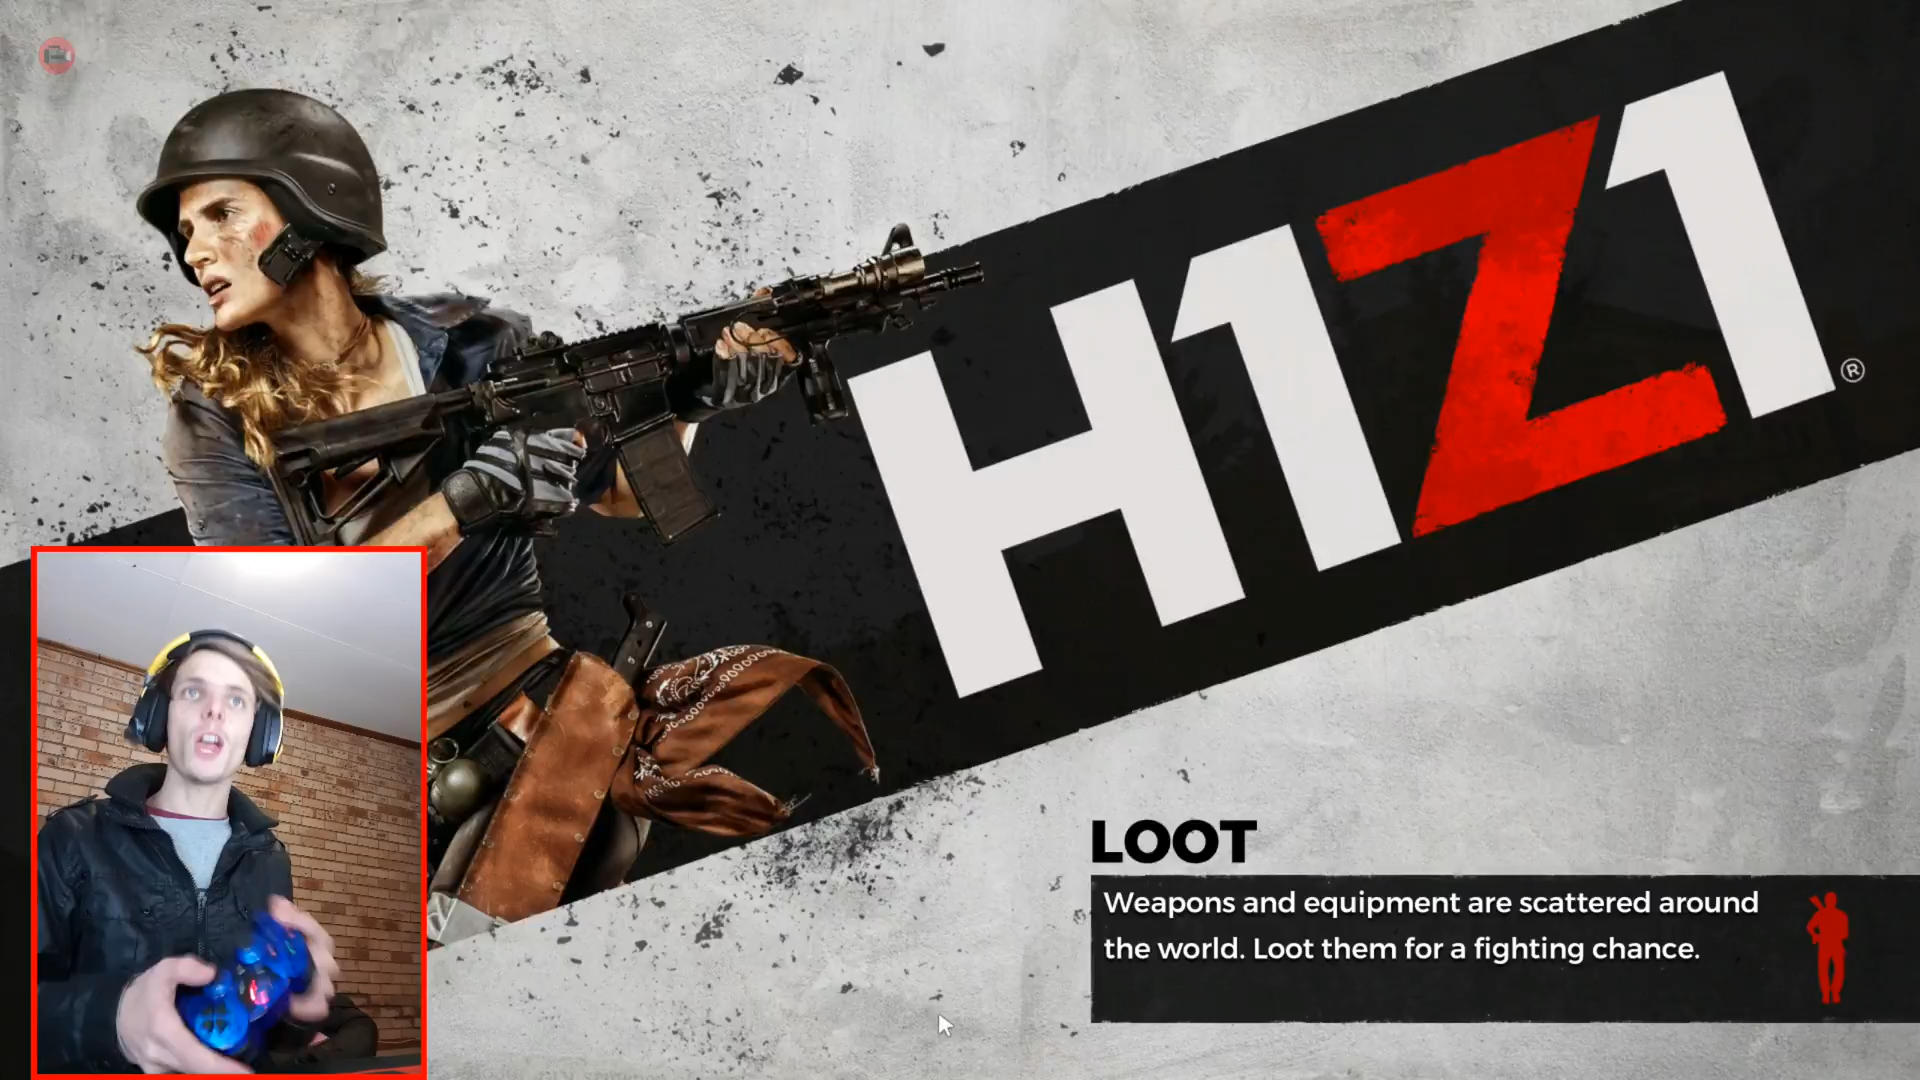 H1Z1®
LOOT
Weapons and equipment are scattered around
the world. Loot them for a fighting chance.